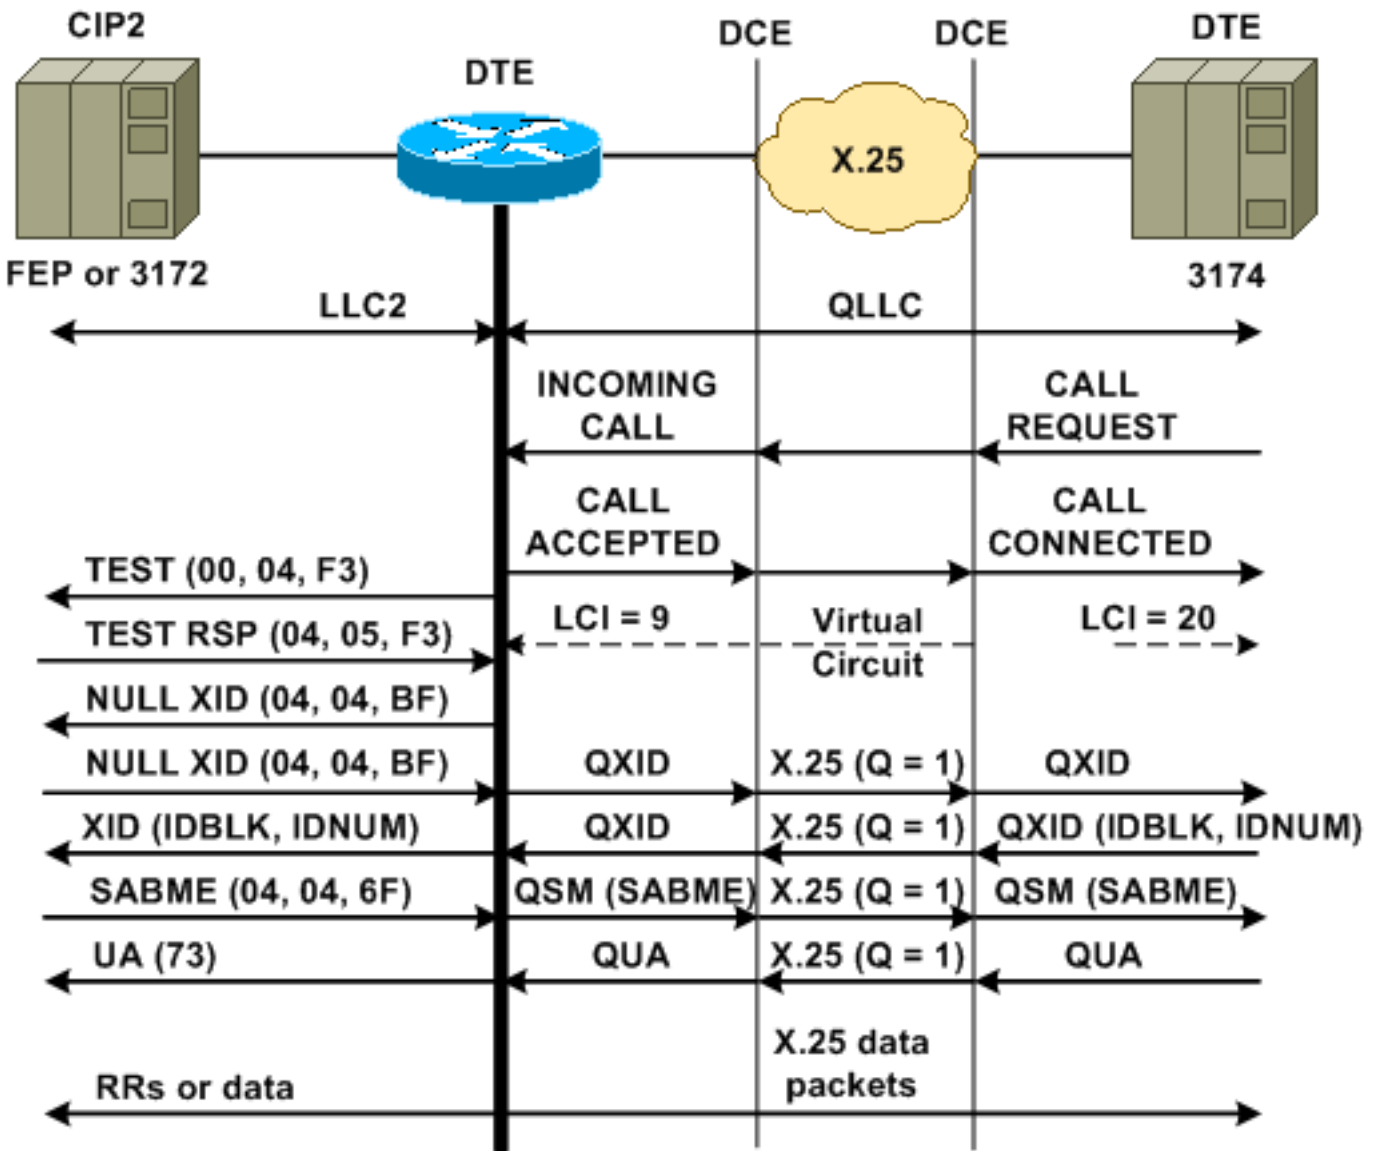 CIP2
DTE
DCE
DCE
DTE
X.25
FEP or 3172
3174
LLC2
QLLC
INCOMING
CALL
CALL
REQUEST
CALL
ACCEPTED
CALL
CONNECTED
TEST (00, 04, F3)
LCI = 9
Virtual
Circuit
LCI = 20
TEST RSP (04, 05, F3)
NULL XID (04, 04, BF)
NULL XID (04, 04, BF)
QXID
X.25 (Q = 1)
QXID
XID (IDBLK, IDNUM)
QXID
X.25 (Q = 1)
QXID (IDBLK, IDNUM)
SABME (04, 04, 6F)
QSM (SABME)
X.25 (Q = 1)
QSM (SABME)
UA (73)
QUA
X.25 (Q = 1)
QUA
X.25 data
packets
RRs or data